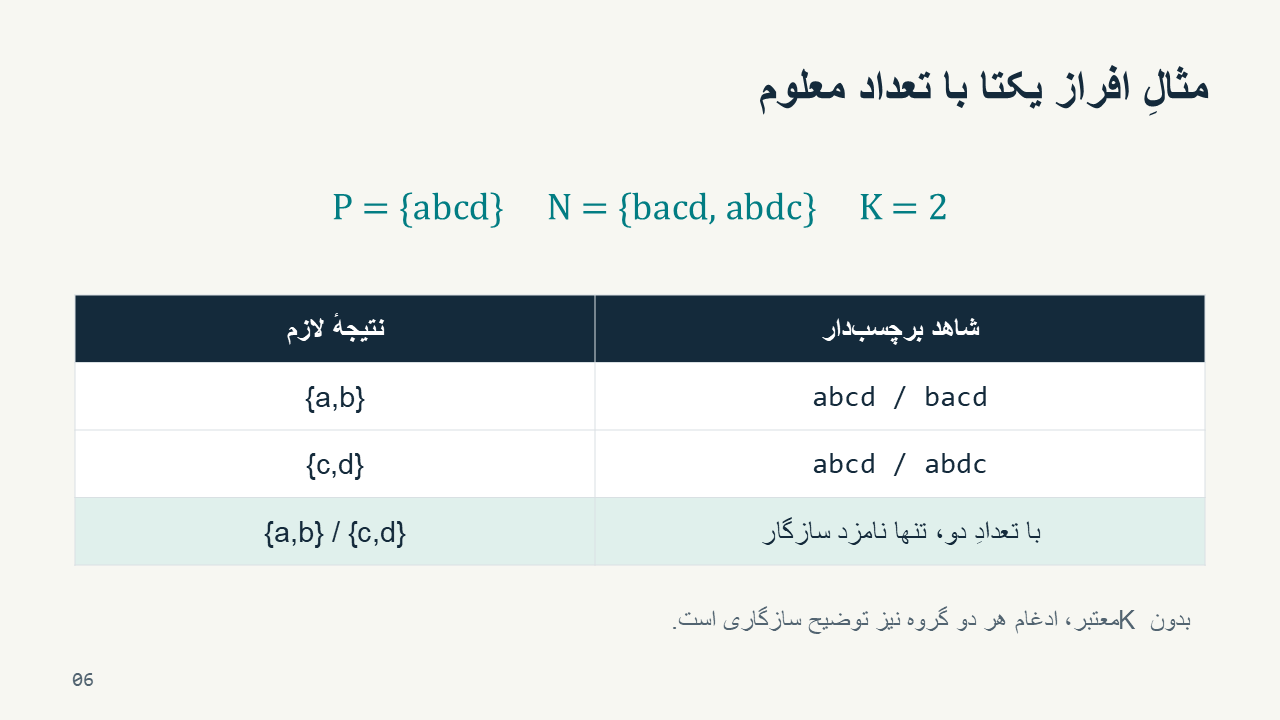 مثالِ افراز یکتا با تعداد معلوم
P = {abcd} N = {bacd, abdc} K = 2
شاهد برچسب‌دار نتیجهٔ لازم
abcd / bacd {a,b}
abcd / abdc {c,d}
با تعدادِ دو، تنها نامزد سازگار {a,b} / {c,d}
بدون K معتبر، ادغام هر دو گروه نیز توضیح سازگاری است.
06